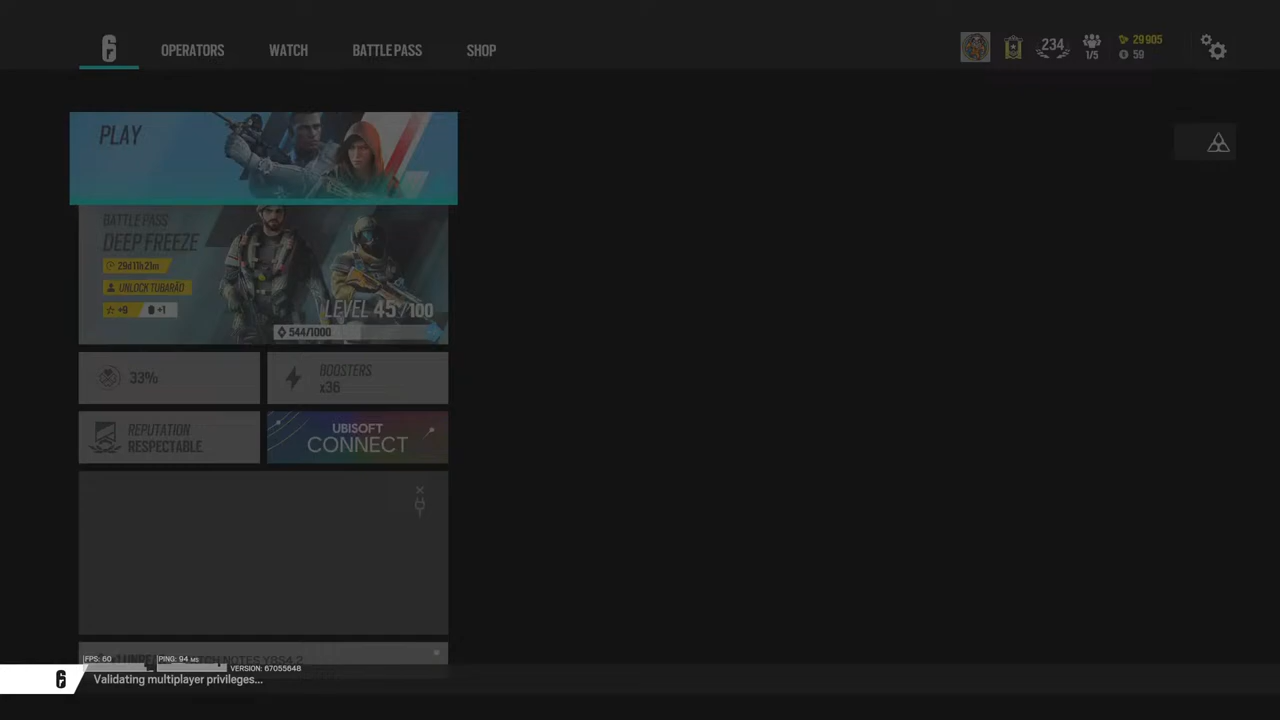 OPERATORS
WATCH
BATTLE PASS
SHOP
234
1/5
29 905
59
PLAY
BATTLE PASS
DEEP FREEZE
29d11h21m
UNLOCK TUBARÃO
+9
+1
LEVEL 45 /100
544/1000
33%
BOOSTERS
x36
REPUTATION
RESPECTABLE
UBISOFT
CONNECT
FPS: 60
PING: 94 MS
VERSION: 67055648
Validating multiplayer privileges...